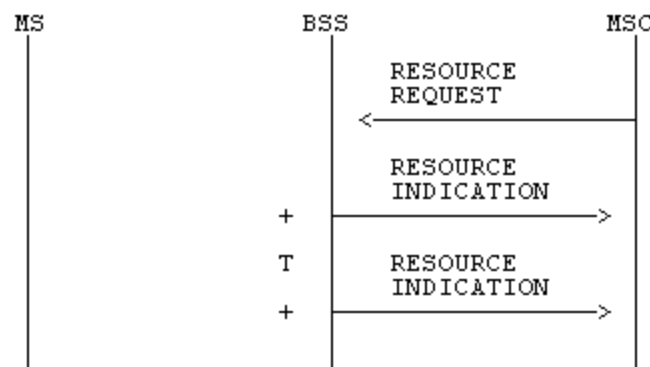 MS BSS MSC
RESOURCE
REQUEST
RESOURCE
INDICATION
+
T RESOURCE
INDICATION
+